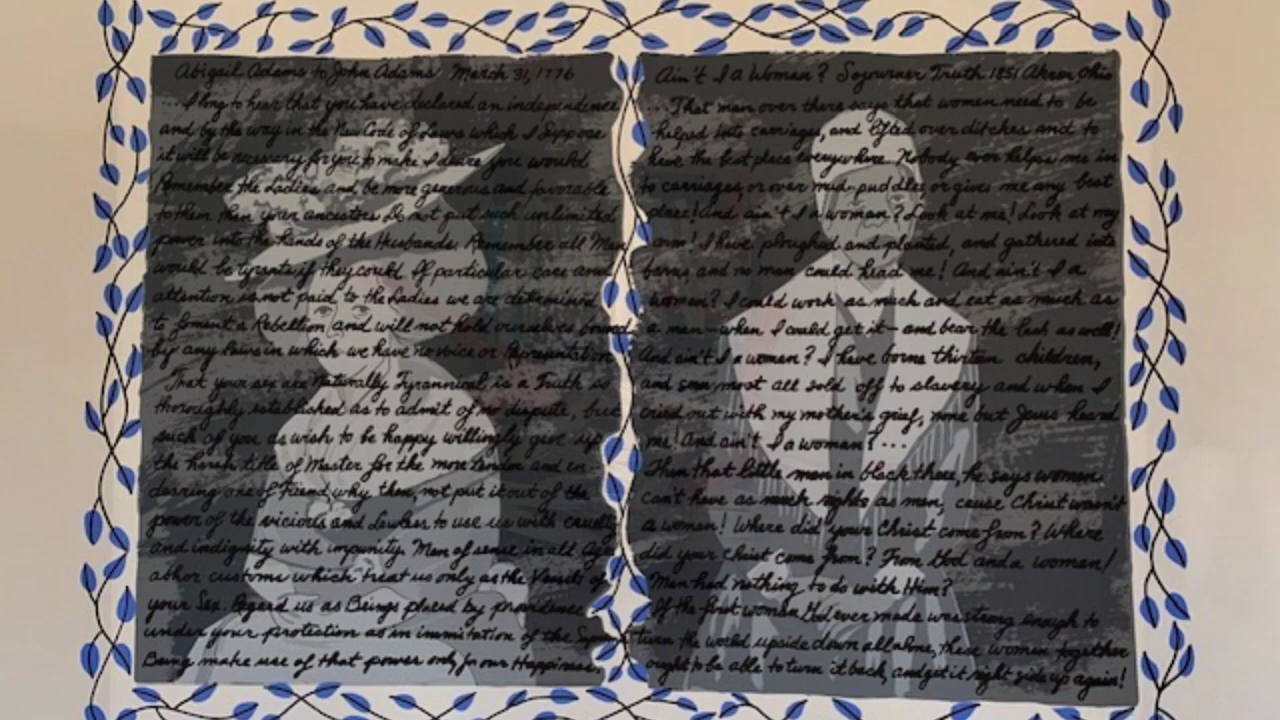 Abigail Adams to John Adams March 31, 1776
....I long to hear that you have declared an independence
and by the way in the New Code of Laws which I Suppose
it will be necessary for you to make I desire you would
Remember the Ladies and be more generous and favorable
to them than your ancestors Do not put such unlimited
power into the hands of the Husbands. Remember all Men
would be tyrants if they could If particular care and
attention is not paid to the Ladies we are determined
to foment a Rebellion and will not hold ourselves bound
by any Laws in which we have no voice or Representation
That your sex are Naturally Tyrannical is a Truth so
thoroughly established as to admit of no dispute, but
such of you as wish to be happy willingly give up
the harsh title of Master for the more tender and en-
dearing one of Friend why then, not put it out of the
power of the vicious and Lawless to use us with cruelty
and indignity with impunity. Men of sense in all Ages
abhor customs which treat us only as the Vassils of
your Sex. Regard us as Beings placed by providence
under your protection as in immitation of the Supreme
Being make use of that power only for our Happiness.
Ain't I a Woman? Sojourner Truth 1851 Akron, Ohio
....That man over there says that women need to be
helped into carriages, and lifted over ditches and to
have the best place everywhere. Nobody ever helps me in
to carriages or over mud-puddles or gives me any best
place! And ain't I a woman? Look at me! Look at my
arm! I have ploughed and planted, and gathered into
barns and no man could head me! And ain't I a
woman? I could work as much and eat as much as
a man—when I could get it—and bear the lash as well!
And ain't I a woman? I have borne thirteen children,
and seen most all sold off to slavery and when I
cried out with my mother's grief, none but Jesus heard
me! And ain't I a woman?...
Then that little man in black there, he says women
can't have as much rights as men, cause Christ wasn't
a woman! Where did your Christ come from? Where
did your Christ come from? From God and a woman!
Man had nothing to do with Him?
If the first woman God ever made was strong enough to
turn the world upside down all alone, these women together
ought to be able to turn it back, and get it right side up again!